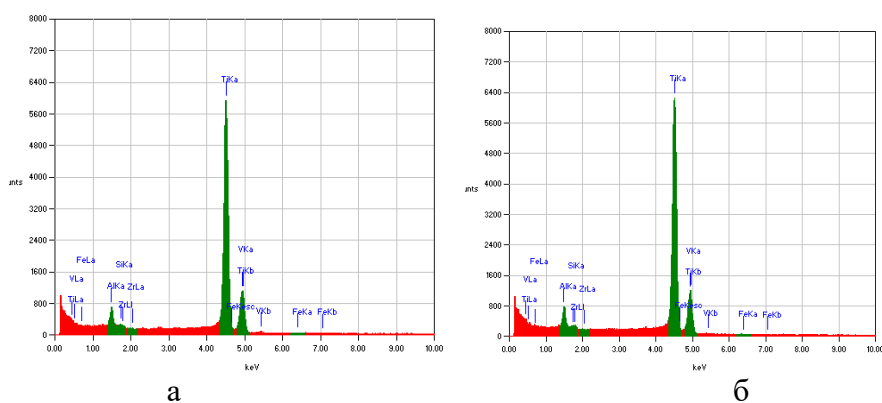 8000
7200
6400
5600
4800
4000
3200
2400
1600
800
0
TiKa
VKa
TiKb
FeLa
SiKa
VLa
AlKa
ZrLa
TiLa
ZrLl
FeKesc
VKb
FeKa
FeKb
0.00 1.00 2.00 3.00 4.00 5.00 6.00 7.00 8.00 9.00 10.00
keV
а
8000
7200
6400
5600
4800
4000
3200
2400
1600
800
0
TiKa
VKa
TiKb
FeLa
SiKa
VLa
AlKa
ZrLa
TiLa
ZrLl
FeKesc
VKb
FeKa
FeKb
0.00 1.00 2.00 3.00 4.00 5.00 6.00 7.00 8.00 9.00 10.00
keV
б